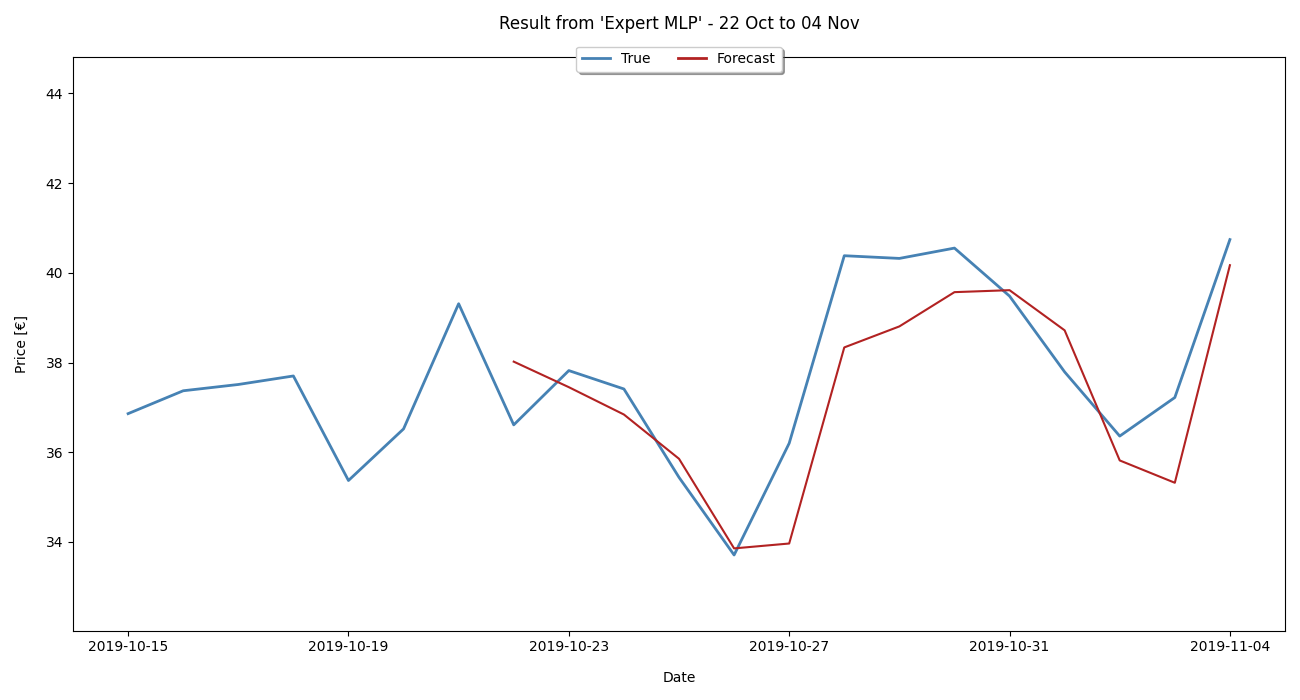 Result from 'Expert MLP' - 22 Oct to 04 Nov
True Forecast
44
42
40
38
36
34
Price [€]
2019-10-15 2019-10-19 2019-10-23 2019-10-27 2019-10-31 2019-11-04
Date